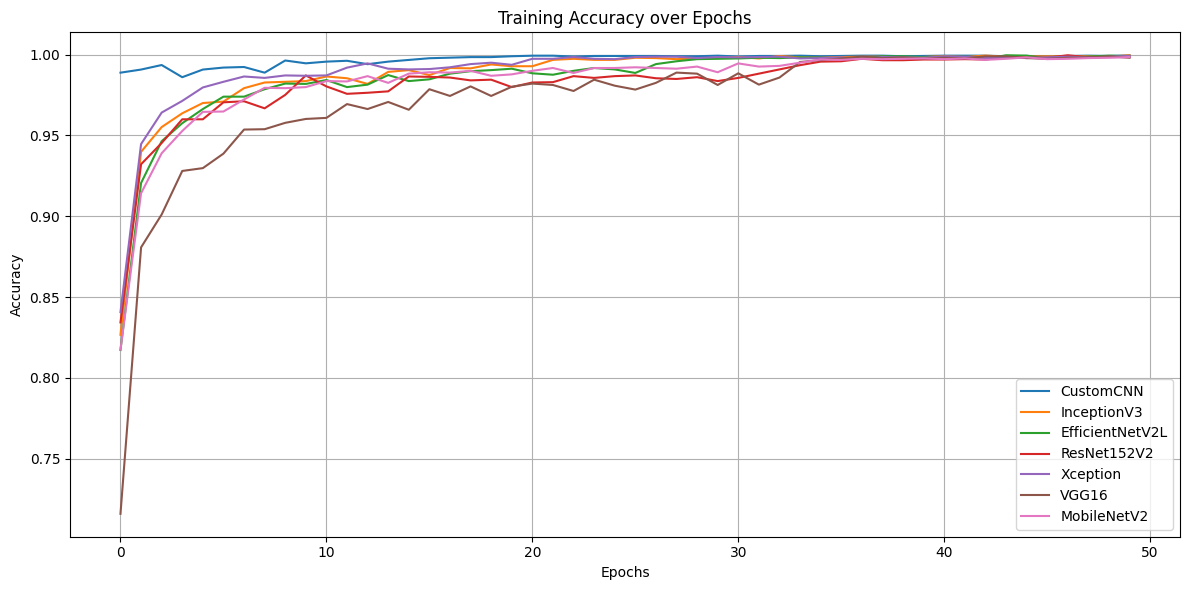 Training Accuracy over Epochs
Accuracy
1.00
0.95
0.90
0.85
0.80
0.75
0
10
20
30
40
50
Epochs
CustomCNN
InceptionV3
EfficientNetV2L
ResNet152V2
Xception
VGG16
MobileNetV2